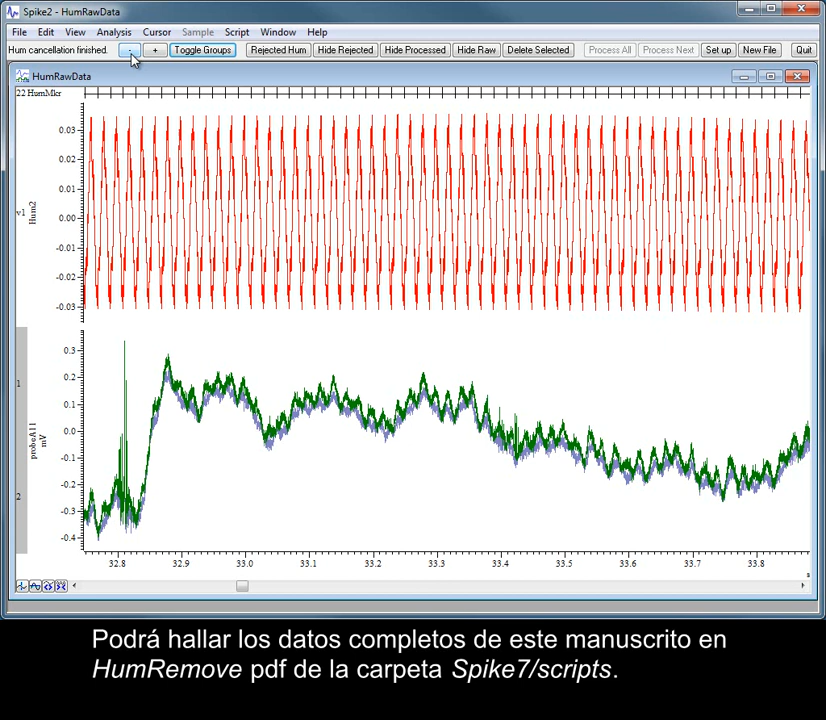 Spike2 - HumRawData
File Edit View Analysis Cursor Sample Script Window Help
Hum cancellation finished. - + Toggle Groups Rejected Hum Hide Rejected Hide Processed Hide Raw Delete Selected Process All Process Next Set up New File Quit
HumRawData
22 HumMkr
0.03
0.02
0.01
v1 Hum2 0.00
-0.01
-0.02
-0.03
0.3
1 0.2
0.1
0.0
probeA11 mV -0.1
2 -0.2
-0.3
-0.4
32.8 32.9 33.0 33.1 33.2 33.3 33.4 33.5 33.6 33.7 33.8
s
Podrá hallar los datos completos de este manuscrito en
HumRemove pdf de la carpeta Spike7/scripts.